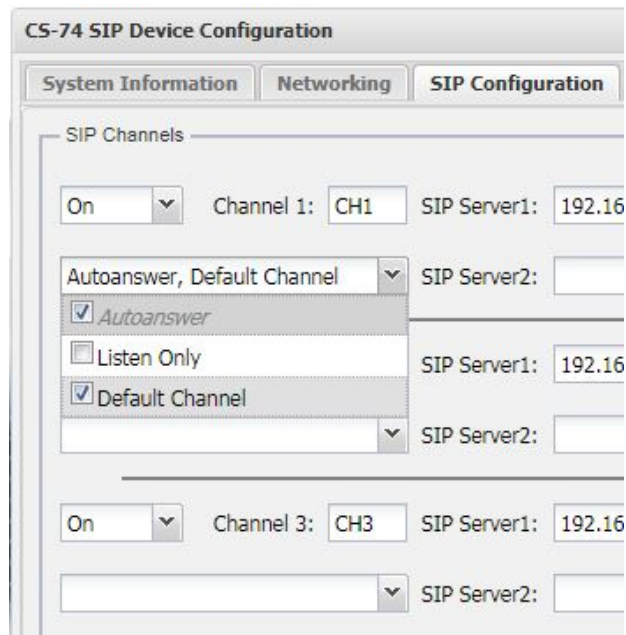 CS-74 SIP Device Configuration
System Information Networking SIP Configuration
SIP Channels
On Channel 1: CH1 SIP Server1: 192.16
Autoanswer, Default Channel SIP Server2:
Autoanswer
Listen Only
SIP Server1: 192.16
Default Channel
SIP Server2:
On Channel 3: CH3 SIP Server1: 192.16
SIP Server2: